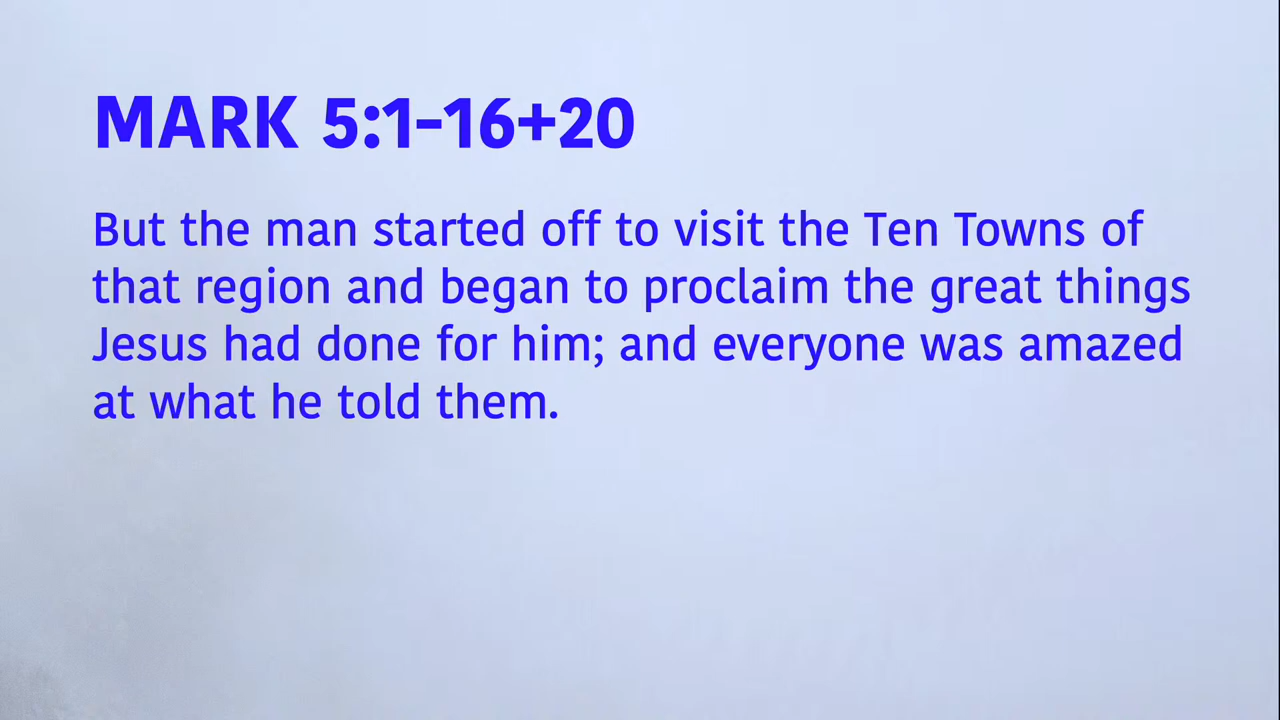 MARK 5:1-16+20
But the man started off to visit the Ten Towns of
that region and began to proclaim the great things
Jesus had done for him; and everyone was amazed
at what he told them.